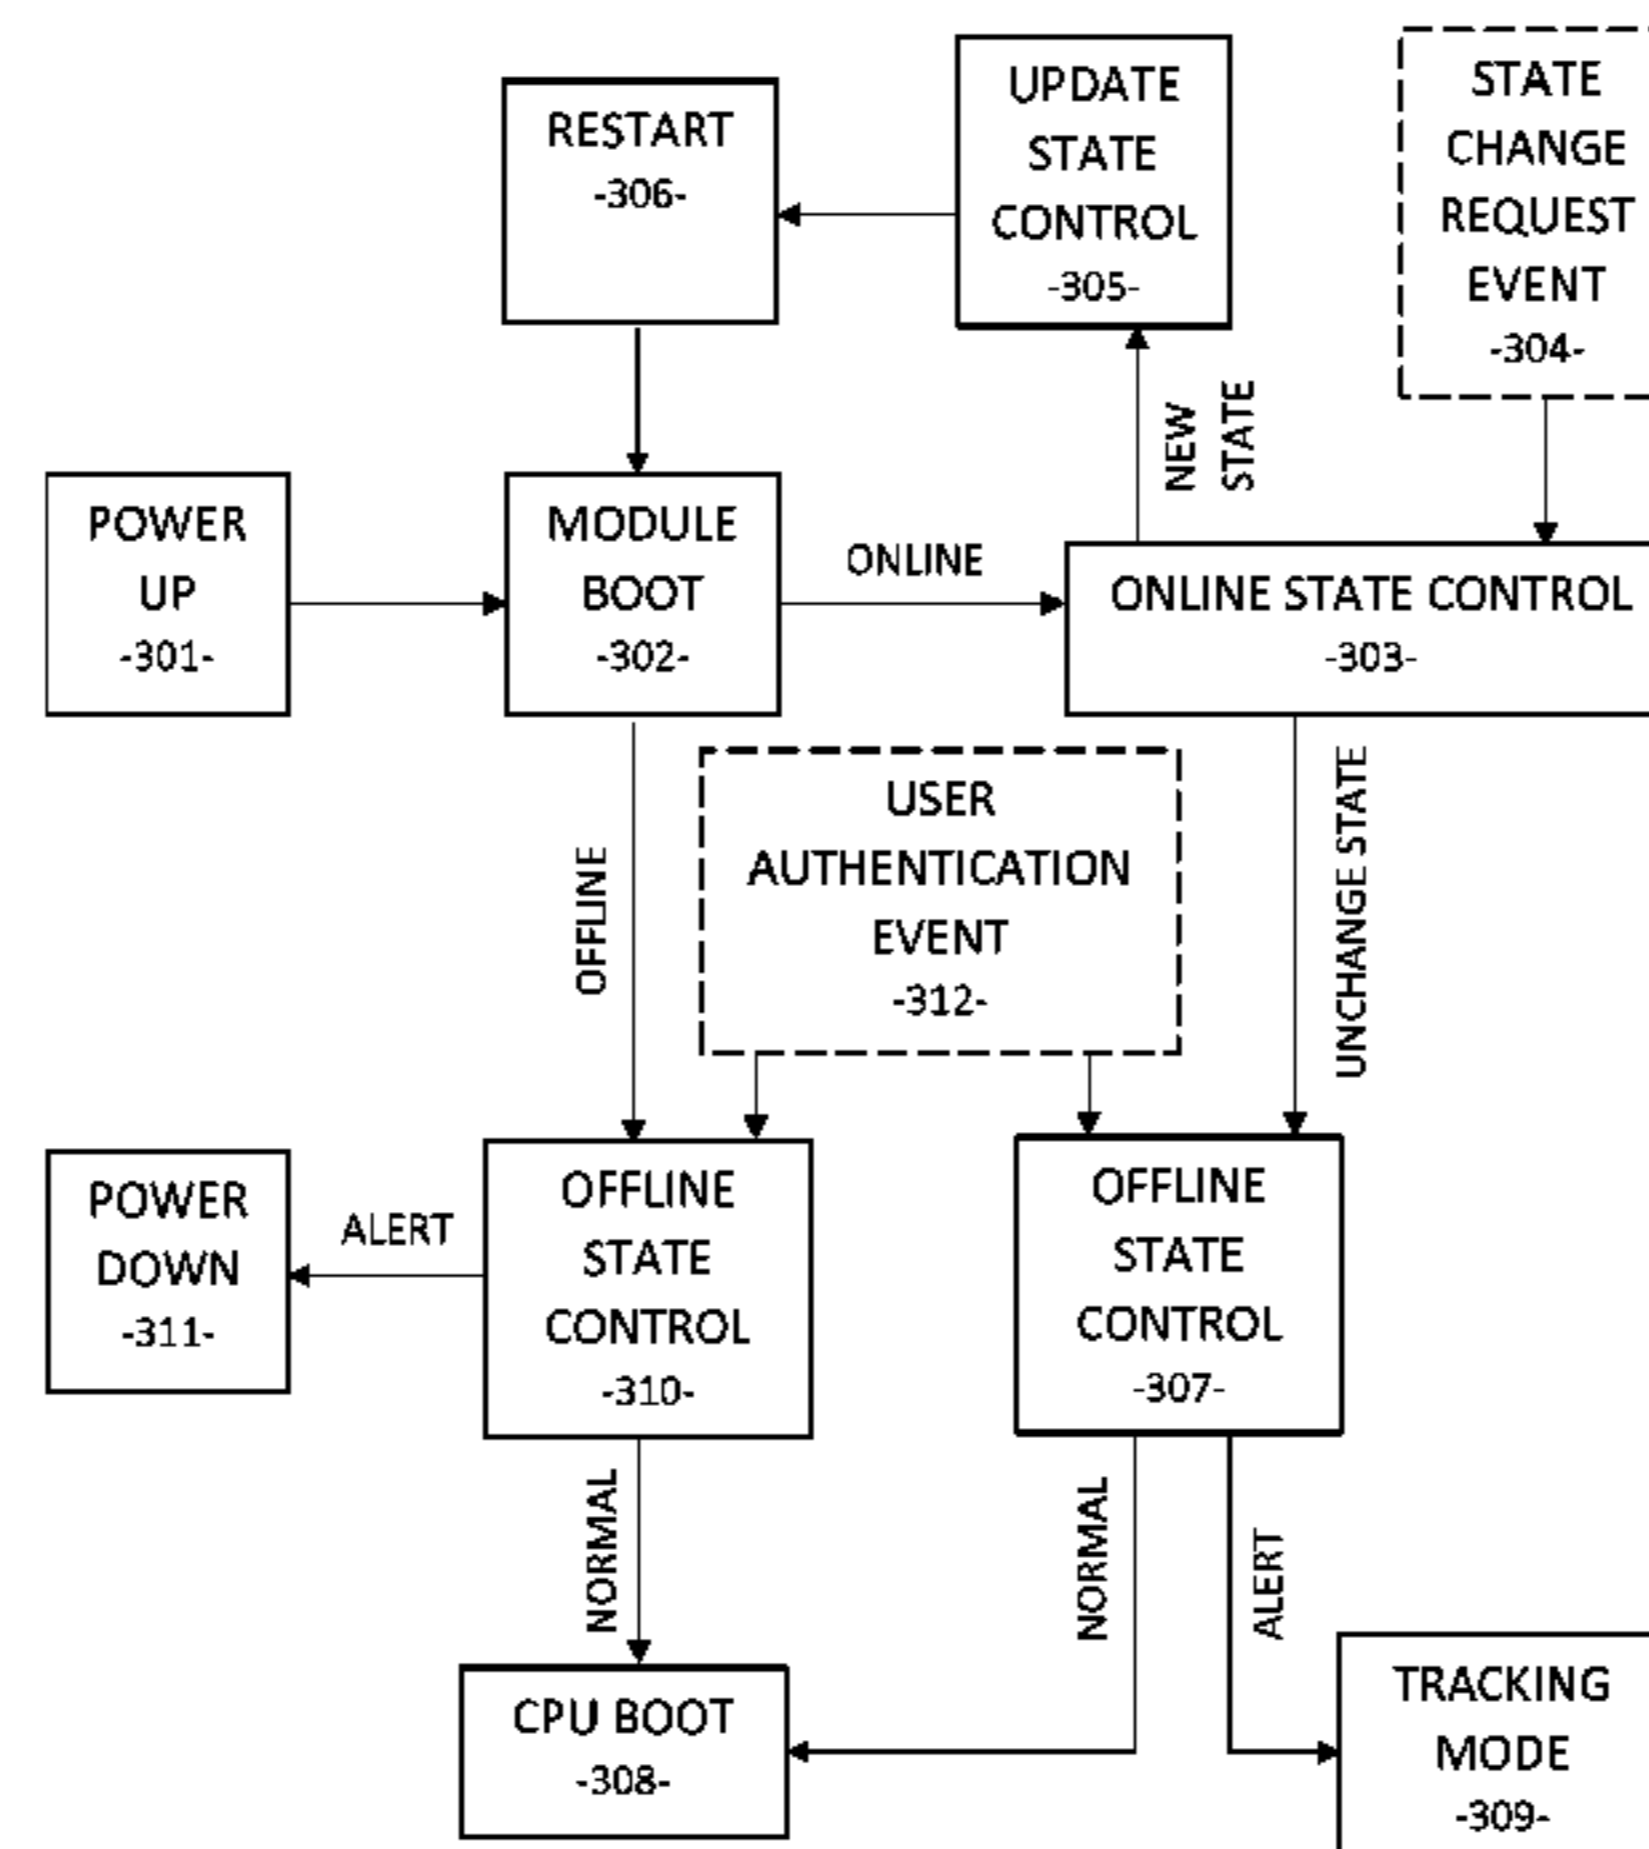 RESTART
-306-
UPDATE
STATE
CONTROL
-305-
STATE
CHANGE
REQUEST
EVENT
-304-
NEW
STATE
POWER
UP
-301-
MODULE
BOOT
-302-
ONLINE
ONLINE STATE CONTROL
-303-
OFFLINE
USER
AUTHENTICATION
EVENT
-312-
UNCHANGE STATE
POWER
DOWN
-311-
ALERT
OFFLINE
STATE
CONTROL
-310-
OFFLINE
STATE
CONTROL
-307-
NORMAL
NORMAL
ALERT
CPU BOOT
-308-
TRACKING
MODE
-309-